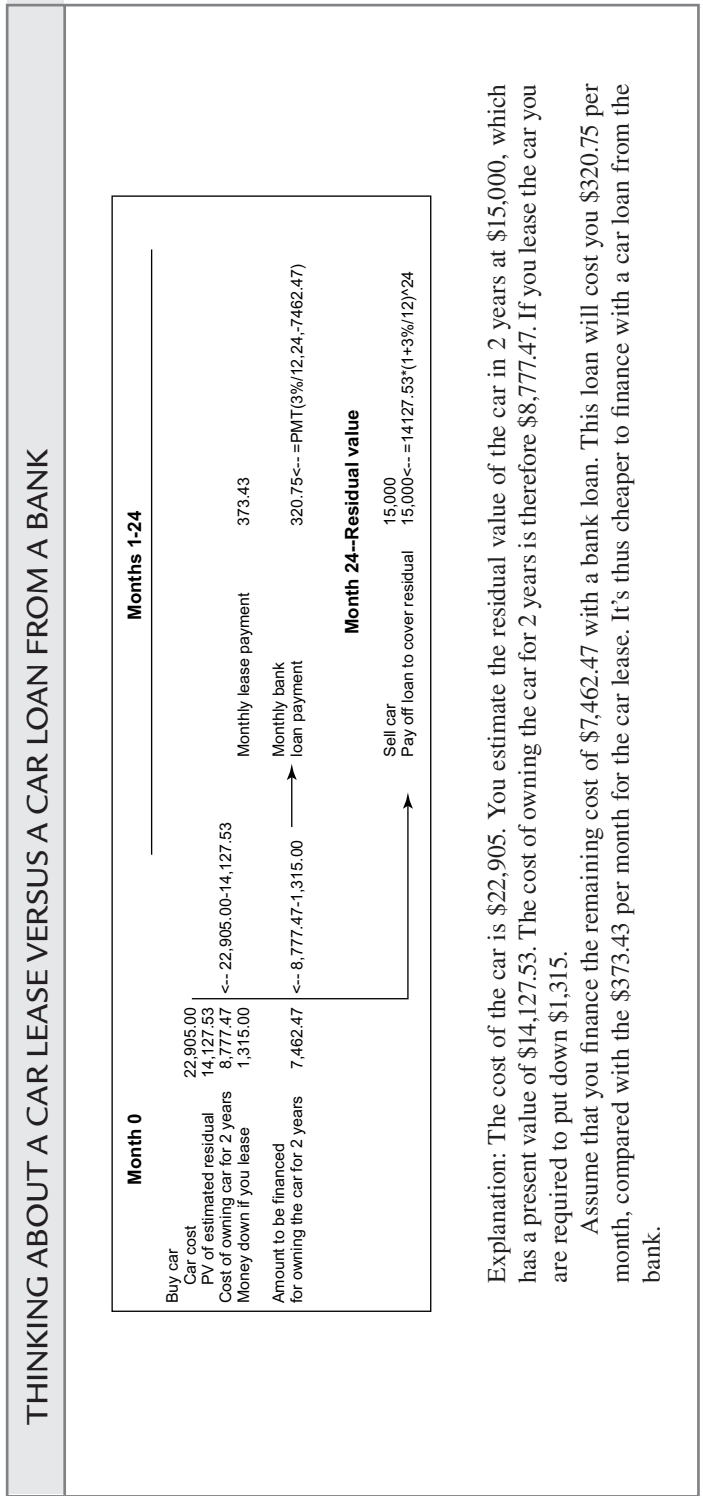 THINKING ABOUT A CAR LEASE VERSUS A CAR LOAN FROM A BANK
Month 0
Months 1-24
Buy car
Car cost 22,905.00
PV of estimated residual 14,127.53
Cost of owning car for 2 years 8,777.47 <-- 22,905.00-14,127.53
Money down if you lease 1,315.00
Monthly lease payment 373.43
Amount to be financed
for owning the car for 2 years 7,462.47 <-- 8,777.47-1,315.00
Monthly bank
loan payment 320.75<-- =PMT(3%/12,24,-7462.47)
Month 24--Residual value
Sell car 15,000
Pay off loan to cover residual 15,000<-- =14127.53*(1+3%/12)^24
Explanation: The cost of the car is $22,905. You estimate the residual value of the car in 2 years at $15,000, which
has a present value of $14,127.53. The cost of owning the car for 2 years is therefore $8,777.47. If you lease the car you
are required to put down $1,315.
Assume that you finance the remaining cost of $7,462.47 with a bank loan. This loan will cost you $320.75 per
month, compared with the $373.43 per month for the car lease. It's thus cheaper to finance with a car loan from the
bank.